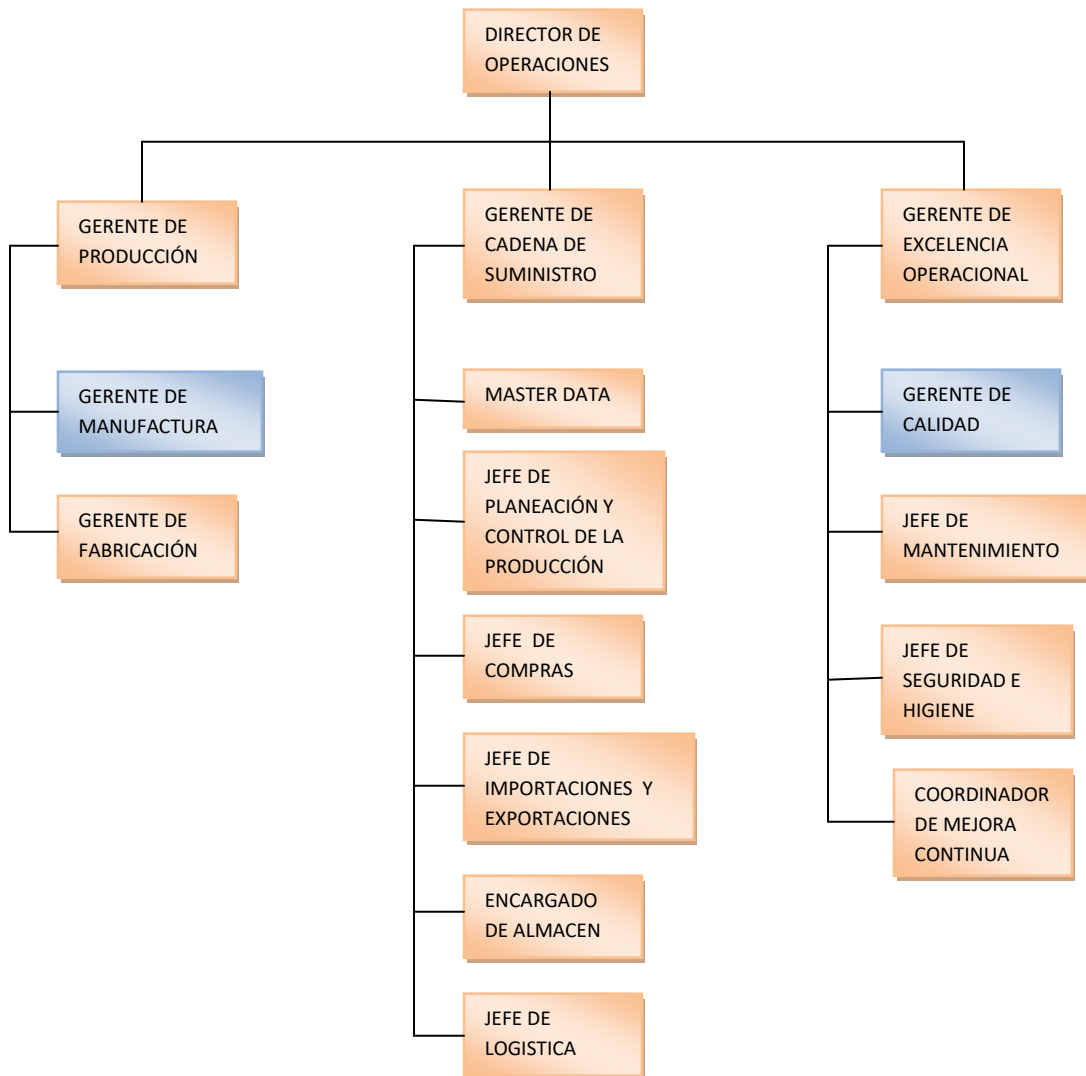 DIRECTOR DE
OPERACIONES
GERENTE DE
PRODUCCIÓN
GERENTE DE
MANUFACTURA
GERENTE DE
FABRICACIÓN
GERENTE DE
CADENA DE
SUMINISTRO
MASTER DATA
JEFE DE
PLANEACIÓN Y
CONTROL DE LA
PRODUCCIÓN
JEFE DE
COMPRAS
JEFE DE
IMPORTACIONES Y
EXPORTACIONES
ENCARGADO
DE ALMACEN
JEFE DE
LOGISTICA
GERENTE DE
EXCELENCIA
OPERACIONAL
GERENTE DE
CALIDAD
JEFE DE
MANTENIMIENTO
JEFE DE
SEGURIDAD E
HIGIENE
COORDINADOR
DE MEJORA
CONTINUA